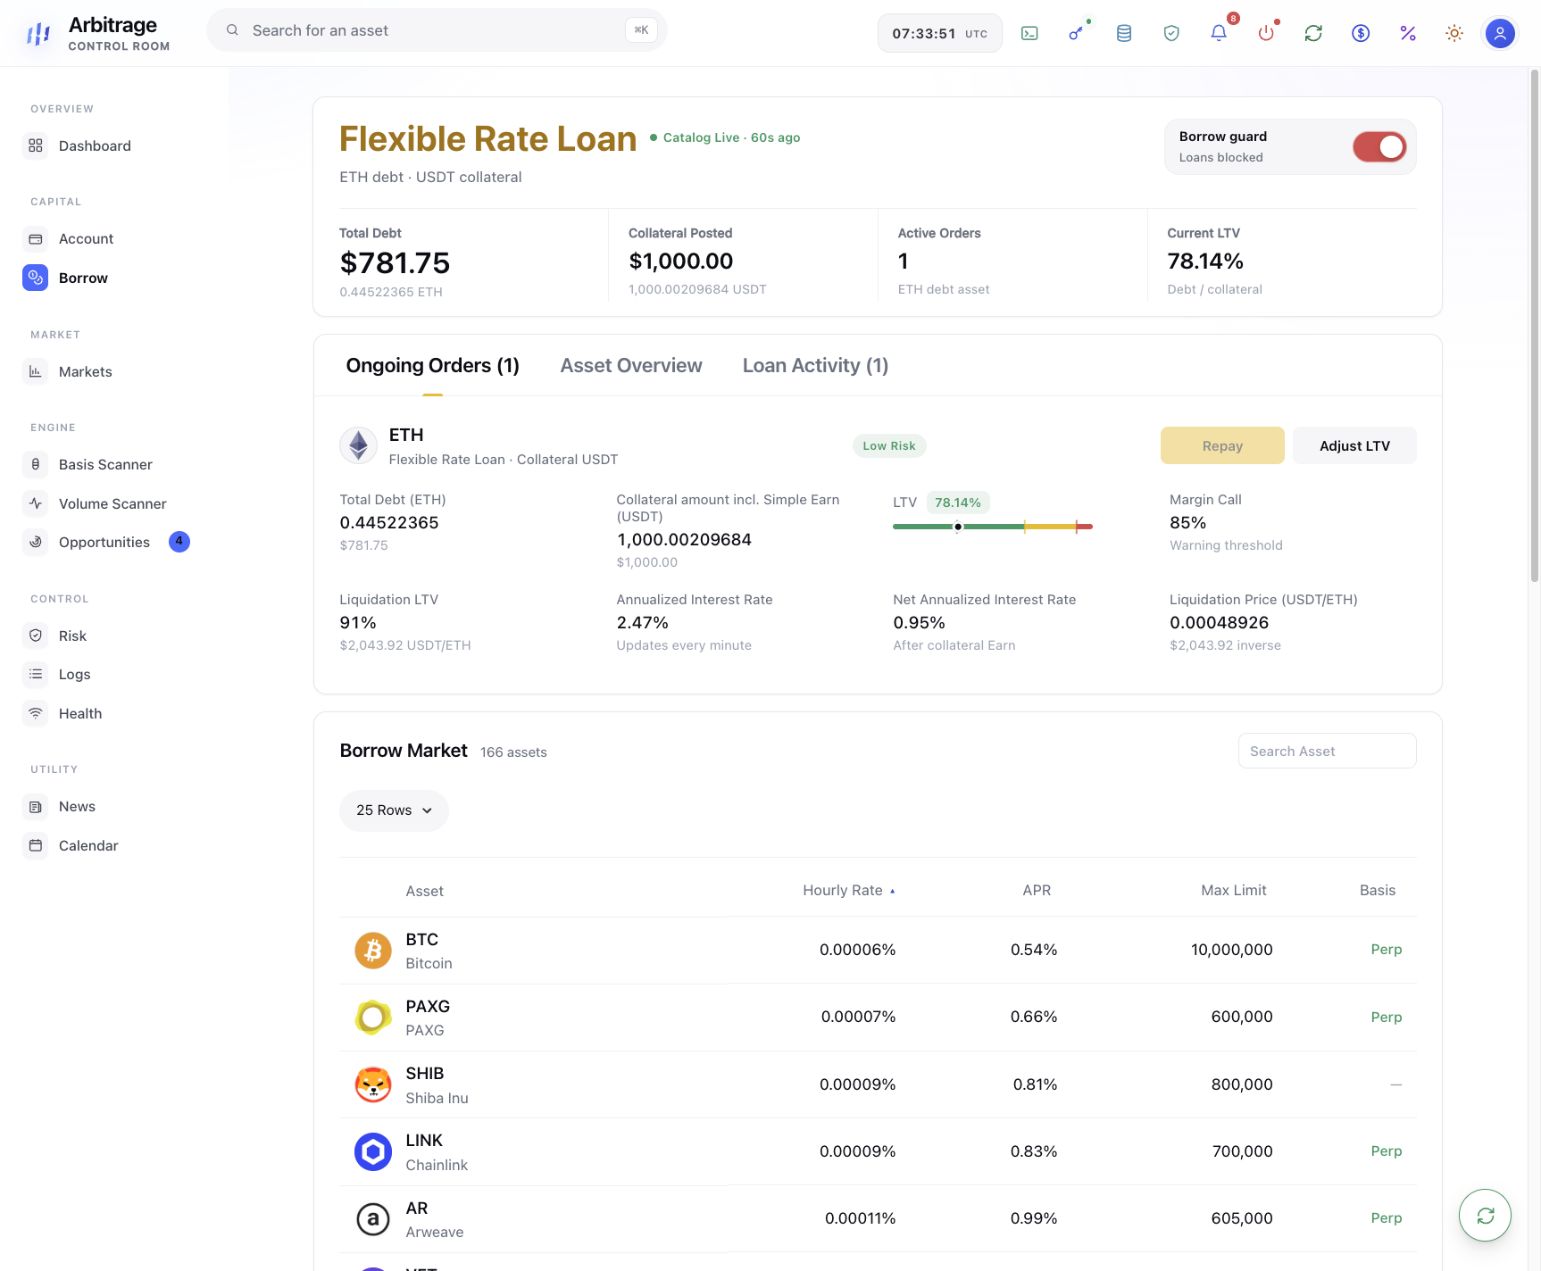 Arbitrage
CONTROL ROOM
Search for an asset
⌘K
07:33:51 UTC
8
OVERVIEW
Dashboard
CAPITAL
Account
Borrow
MARKET
Markets
ENGINE
Basis Scanner
Volume Scanner
Opportunities 4
CONTROL
Risk
Logs
Health
UTILITY
News
Calendar
Flexible Rate Loan
Catalog Live · 60s ago
ETH debt · USDT collateral
Borrow guard
Loans blocked
Total Debt
$781.75
0.44522365 ETH
Collateral Posted
$1,000.00
1,000.00209684 USDT
Active Orders
1
ETH debt asset
Current LTV
78.14%
Debt / collateral
Ongoing Orders (1)
Asset Overview
Loan Activity (1)
ETH
Flexible Rate Loan · Collateral USDT
Low Risk
Repay
Adjust LTV
Total Debt (ETH)
0.44522365
$781.75
Collateral amount incl. Simple Earn
(USDT)
1,000.00209684
$1,000.00
LTV 78.14%
Margin Call
85%
Warning threshold
Liquidation LTV
91%
$2,043.92 USDT/ETH
Annualized Interest Rate
2.47%
Updates every minute
Net Annualized Interest Rate
0.95%
After collateral Earn
Liquidation Price (USDT/ETH)
0.00048926
$2,043.92 inverse
Borrow Market 166 assets
Search Asset
25 Rows
Asset Hourly Rate APR Max Limit Basis
BTC
Bitcoin
0.00006% 0.54% 10,000,000 Perp
PAXG
PAXG
0.00007% 0.66% 600,000 Perp
SHIB
Shiba Inu
0.00009% 0.81% 800,000 —
LINK
Chainlink
0.00009% 0.83% 700,000 Perp
AR
Arweave
0.00011% 0.99% 605,000 Perp